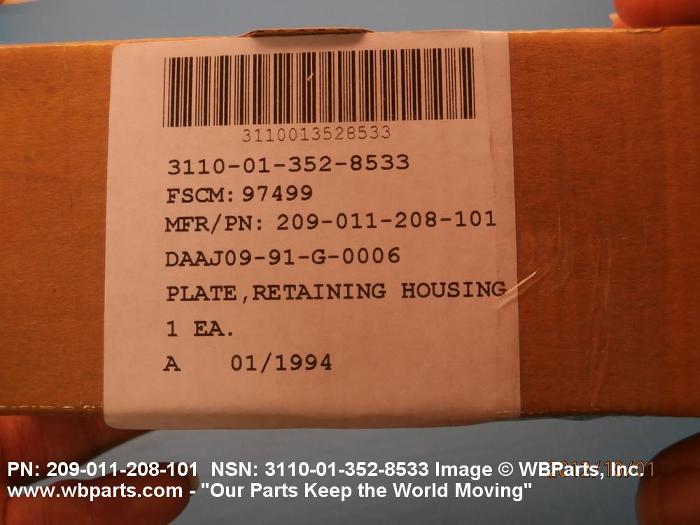 3110013528533
3110-01-352-8533
FSCM: 97499
MFR/PN: 209-011-208-101
DAAJ09-91-G-0006
PLATE,RETAINING HOUSING
1 EA.
A 01/1994
PN: 209-011-208-101 NSN: 3110-01-352-8533 Image © WBParts, Inc.
www.wbparts.com - "Our Parts Keep the World Moving"